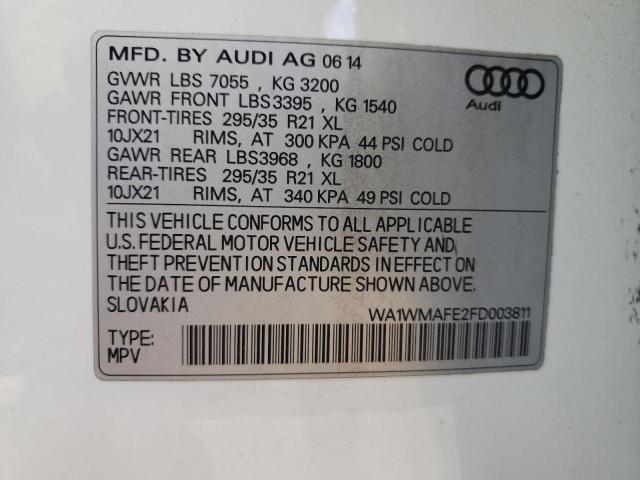 MFD. BY AUDI AG 06 14
GVWR LBS 7055 , KG 3200
GAWR FRONT LBS3395 , KG 1540
FRONT-TIRES 295/35 R21 XL
10JX21 RIMS, AT 300 KPA 44 PSI COLD
GAWR REAR LBS3968 , KG 1800
REAR-TIRES 295/35 R21 XL
10JX21 RIMS, AT 340 KPA 49 PSI COLD
Audi
THIS VEHICLE CONFORMS TO ALL APPLICABLE
U.S. FEDERAL MOTOR VEHICLE SAFETY AND
THEFT PREVENTION STANDARDS IN EFFECT ON
THE DATE OF MANUFACTURE SHOWN ABOVE.
SLOVAKIA
WA1WMAFE2FD003811
TYPE:
MPV